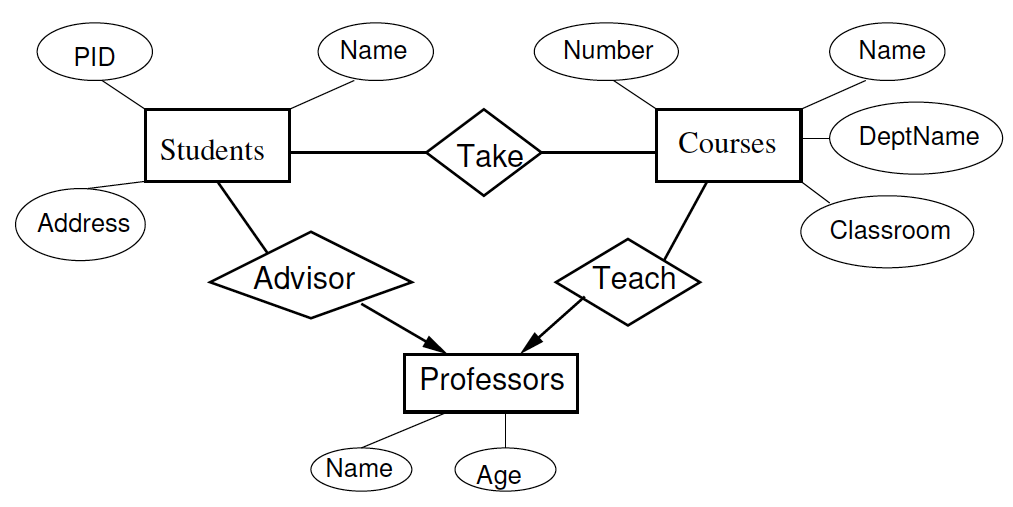 PID
Name
Number
Name
Students
Take
Courses
DeptName
Address
Classroom
Advisor
Teach
Professors
Name
Age